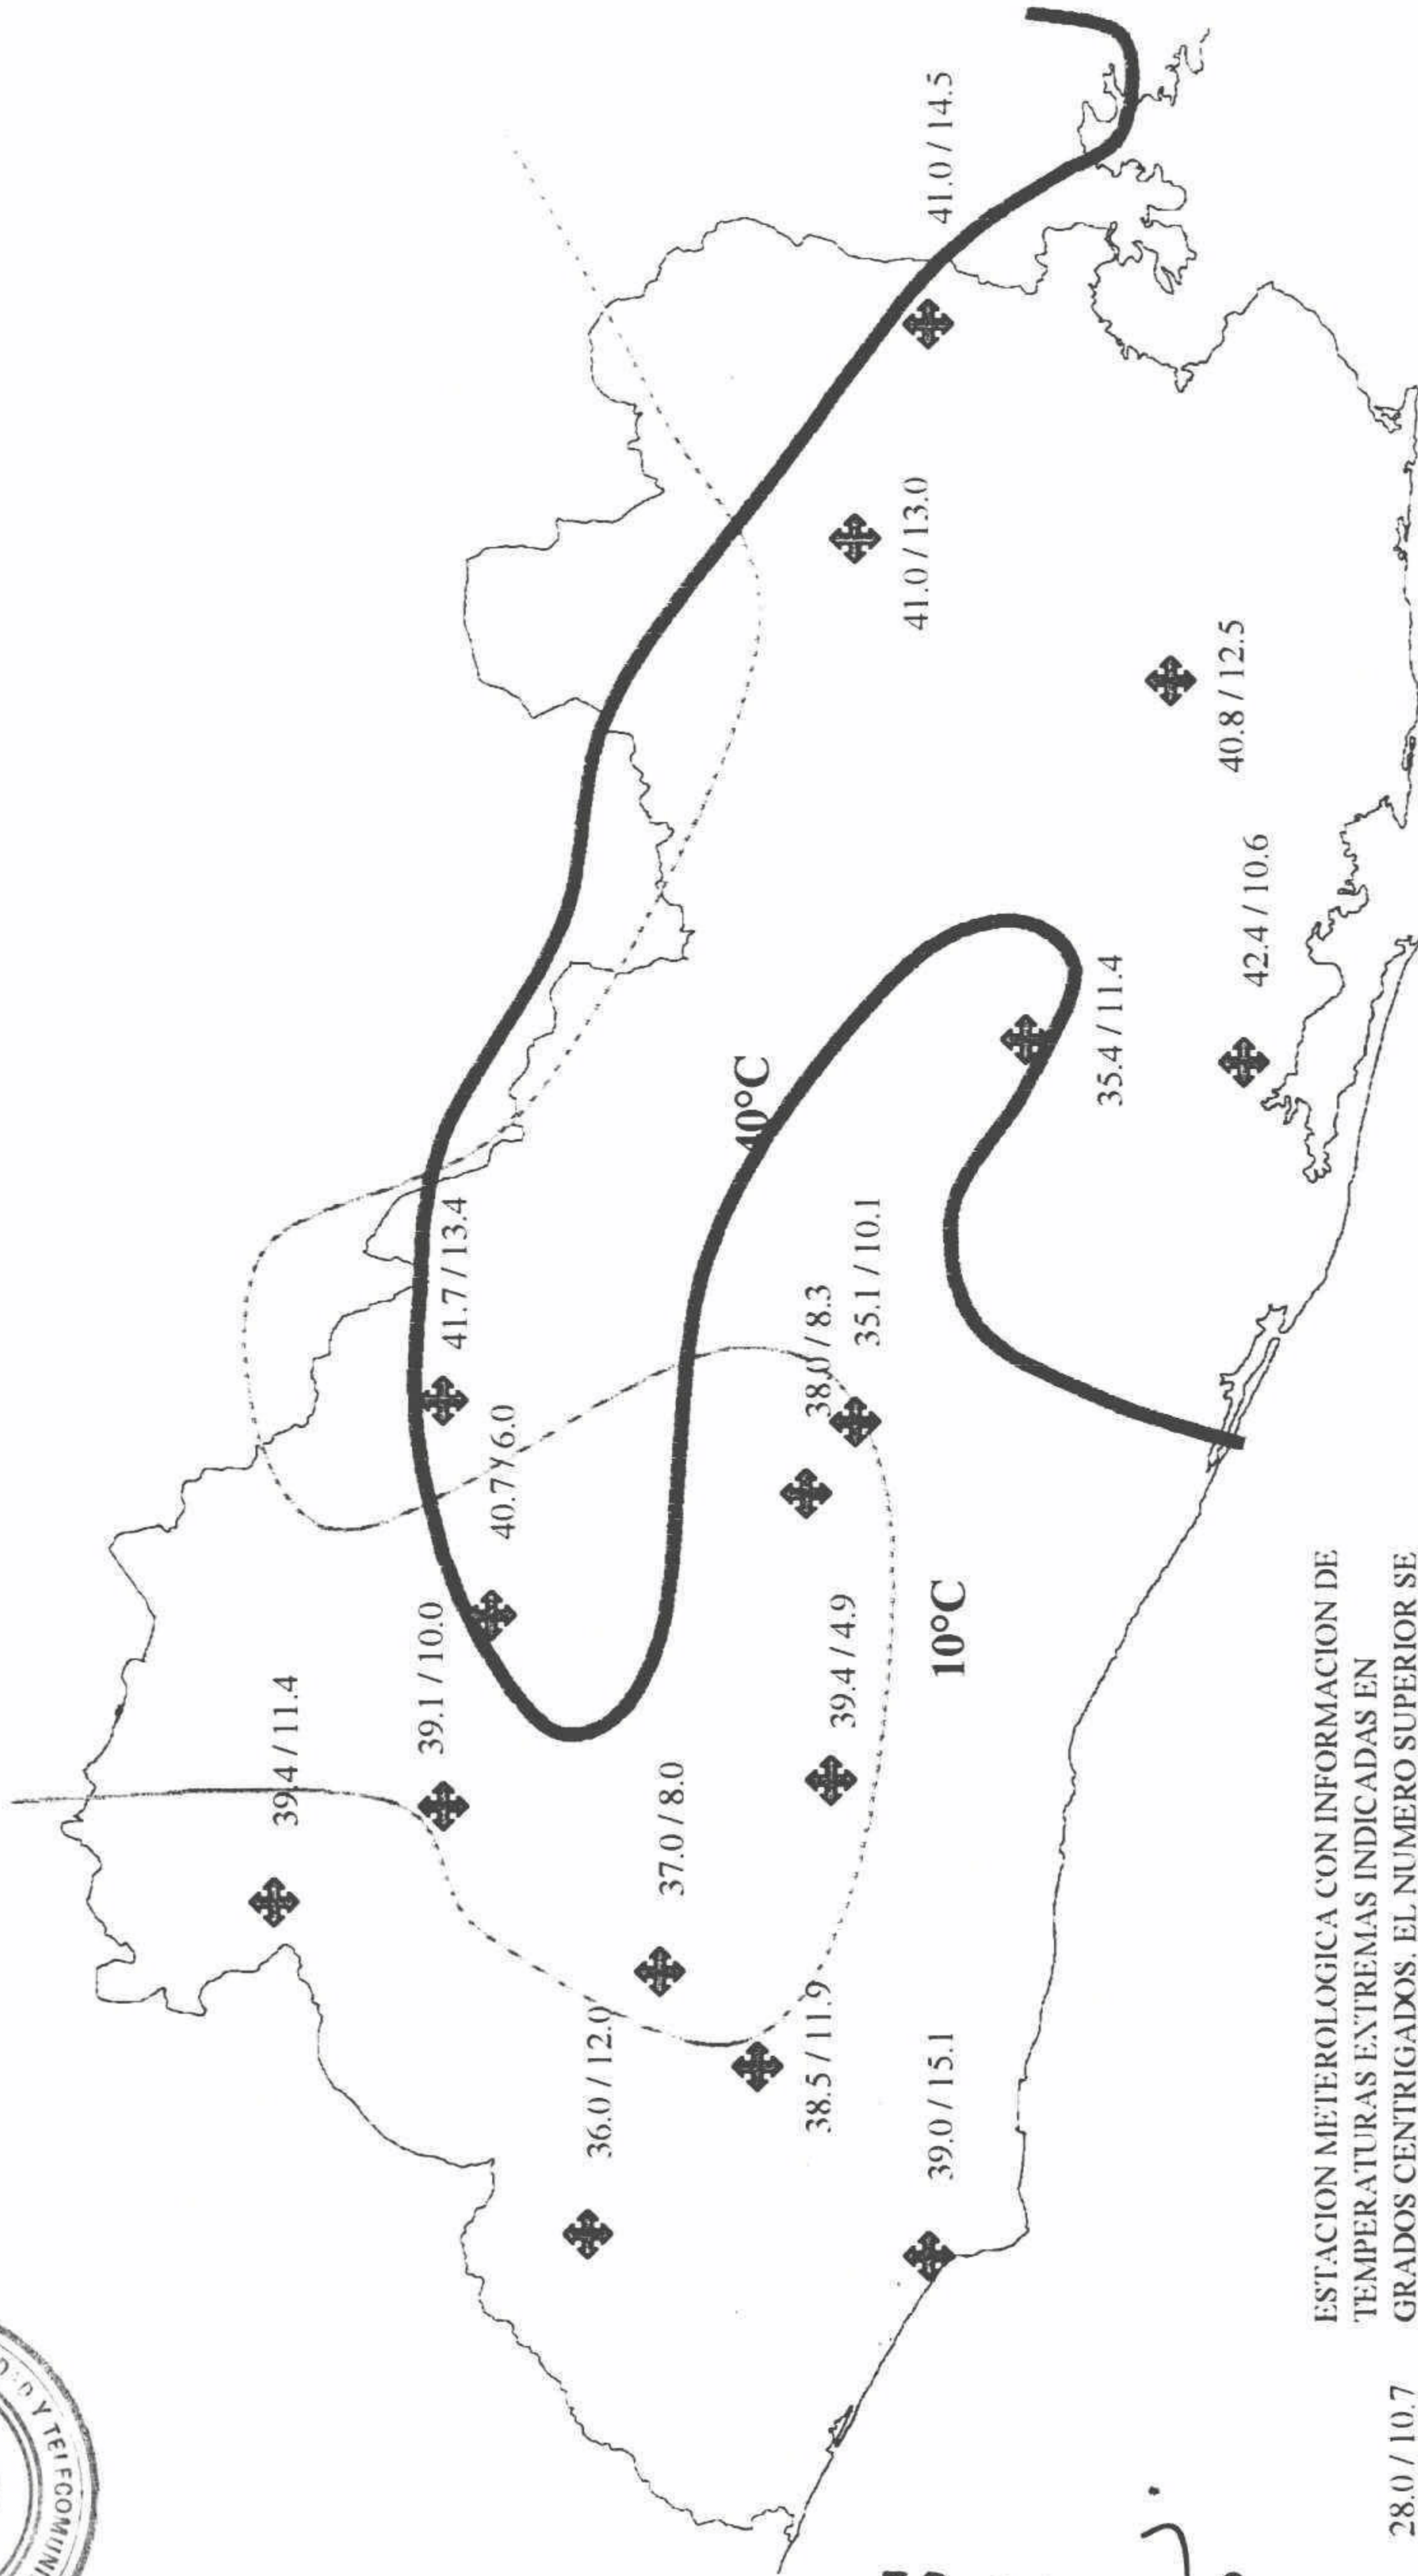 39.4 / 11.4
39.1 / 10.0
40.7 / 6.0
41.7 / 13.4
36.0 / 12.0
37.0 / 8.0
40°C
38.5 / 11.9
39.4 / 4.9
38.0 / 8.3
35.1 / 10.1
41.0 / 13.0
41.0 / 14.5
39.0 / 15.1
10°C
35.4 / 11.4
40.8 / 12.5
42.4 / 10.6
ESTACION METEROLOGICA CON INFORMACION DE
TEMPERATURAS EXTREMAS INDICADAS EN
28.0 / 10.7 GRADOS CENTRIGADOS. EL NUMERO SUPERIOR SE
Y TELECOMUNI